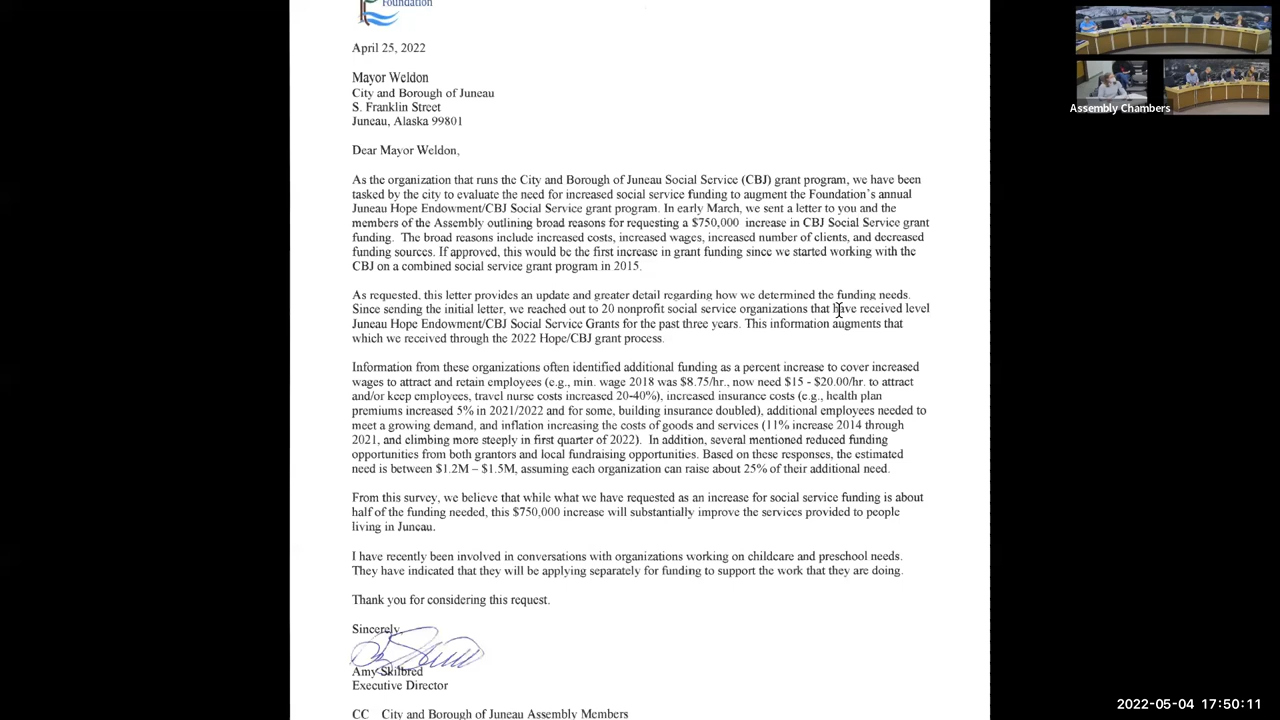 Foundation
April 25, 2022
Mayor Weldon
City and Borough of Juneau
S. Franklin Street
Juneau, Alaska 99801
Dear Mayor Weldon,
As the organization that runs the City and Borough of Juneau Social Service (CBJ) grant program, we have been
tasked by the city to evaluate the need for increased social service funding to augment the Foundation's annual
Juneau Hope Endowment/CBJ Social Service grant program. In early March, we sent a letter to you and the
members of the Assembly outlining broad reasons for requesting a $750,000 increase in CBJ Social Service grant
funding. The broad reasons include increased costs, increased wages, increased number of clients, and decreased
funding sources. If approved, this would be the first increase in grant funding since we started working with the
CBJ on a combined social service grant program in 2015.
As requested, this letter provides an update and greater detail regarding how we determined the funding needs.
Since sending the initial letter, we reached out to 20 nonprofit social service organizations that have received level
Juneau Hope Endowment/CBJ Social Service Grants for the past three years. This information augments that
which we received through the 2022 Hope/CBJ grant process.
Information from these organizations often identified additional funding as a percent increase to cover increased
wages to attract and retain employees (e.g., min. wage 2018 was $8.75/hr., now need $15 - $20.00/hr. to attract
and/or keep employees, travel nurse costs increased 20-40%), increased insurance costs (e.g., health plan
premiums increased 5% in 2021/2022 and for some, building insurance doubled), additional employees needed to
meet a growing demand, and inflation increasing the costs of goods and services (11% increase 2014 through
2021, and climbing more steeply in first quarter of 2022). In addition, several mentioned reduced funding
opportunities from both grantors and local fundraising opportunities. Based on these responses, the estimated
need is between $1.2M – $1.5M, assuming each organization can raise about 25% of their additional need.
From this survey, we believe that while what we have requested as an increase for social service funding is about
half of the funding needed, this $750,000 increase will substantially improve the services provided to people
living in Juneau.
I have recently been involved in conversations with organizations working on childcare and preschool needs.
They have indicated that they will be applying separately for funding to support the work that they are doing.
Thank you for considering this request.
Sincerely,
Amy Skilbred
Executive Director
CC City and Borough of Juneau Assembly Members
Assembly Chambers
2022-05-04 17:50:11